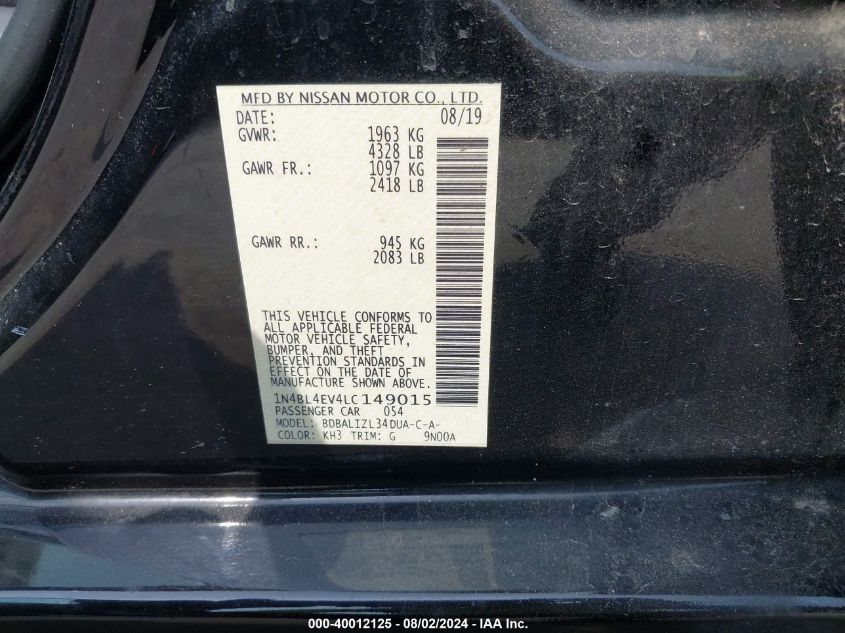 MFD BY NISSAN MOTOR CO., LTD.
DATE: 08/19
GVWR: 1963 KG
4328 LB
GAWR FR.: 1097 KG
2418 LB
GAWR RR.: 945 KG
2083 LB
THIS VEHICLE CONFORMS TO
ALL APPLICABLE FEDERAL
MOTOR VEHICLE SAFETY,
BUMPER, AND THEFT
PREVENTION STANDARDS IN
EFFECT ON THE DATE OF
MANUFACTURE SHOWN ABOVE.
1N4BL4EV4LC149015
PASSENGER CAR 054
MODEL: BDBALIZL34DUA-C-A-
COLOR: KH3 TRIM: G 9N00A
000-40012125 - 08/02/2024 - IAA Inc.